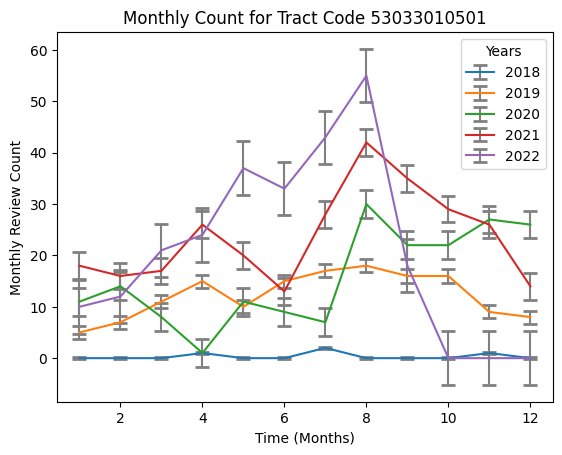 Monthly Count for Tract Code 53033010501
Years
2018
2019
2020
2021
2022
Monthly Review Count
60
50
40
30
20
10
0
2 4 6 8 10 12
Time (Months)